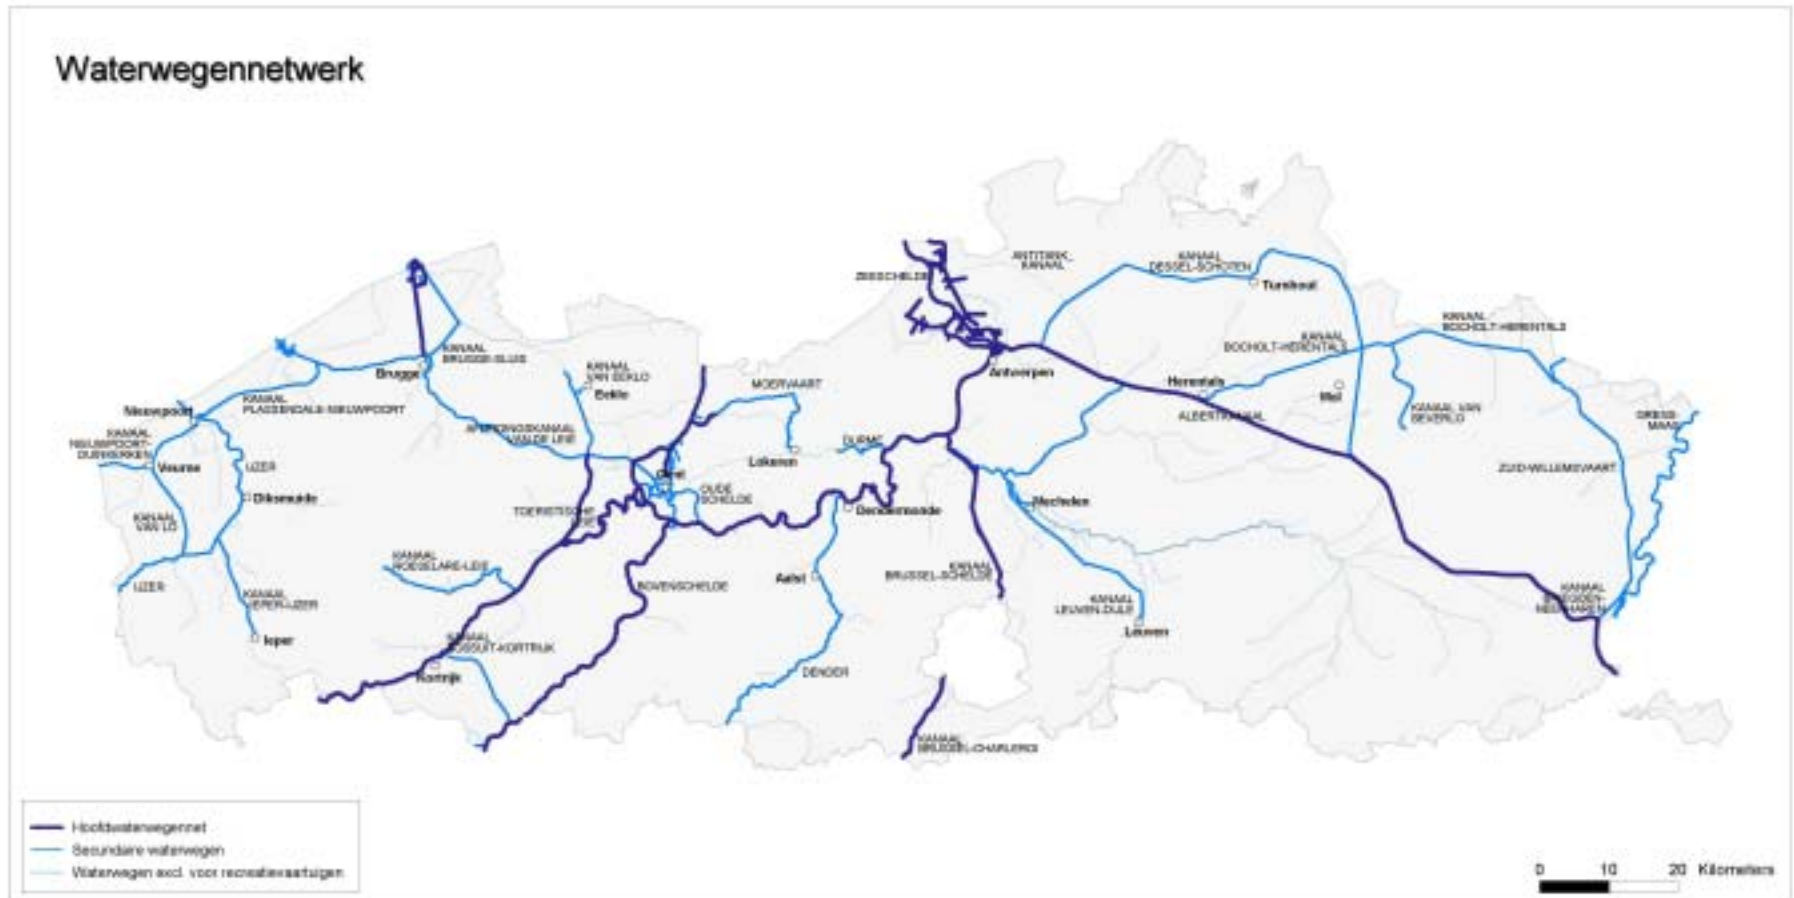 Waterwegennetwerk
ZEESCHELDE
ANTITANK
KANAAL
KANAAL
DESSEL-SCHOTEN
Turnhout
KANAAL
BOCHOLT-HERENTALS
KANAAL
BOCHOLT-HERENTALS
KANAAL
BRUGGE-SLUIS
Brugge
KANAAL
VAN EEKLO
Eeklo
MOERVAART
Antwerpen
Herentals
Mol
ALBERTKANAAL
KANAAL VAN
BEVERLO
GRENS-
MAAS
Nieuwpoort
KANAAL
PLASSENDALE-NIEUWPOORT
KANAAL
NIEUWPOORT-
DUINKERKEN
Veurne
IJZER
AFLEIDINGSKANAAL
VAN DE LEIE
Gent
Lokeren
DURME
ZUID-WILLEMSVAART
Diksmuide
KANAAL
VAN LO
TOERISTISCHE
OUDE
SCHELDE
Dendermonde
Mechelen
IJZER
KANAAL
IEPER-IJZER
Ieper
KANAAL
ROESELARE-LEIE
BOVENSCHELDE
Aalst
KANAAL
BRUSSEL-SCHELDE
KANAAL
LEUVEN-DIJLE
Leuven
KANAAL
KANAAL
BOSSUIT-KORTRIJK
Kortrijk
DENDER
KANAAL
BRUSSEL-CHARLEROI
Hoofdwaterwegennet
Secundaire waterwegen
Waterwegen excl. voor recreatievaartuigen
0 10 20 Kilometers